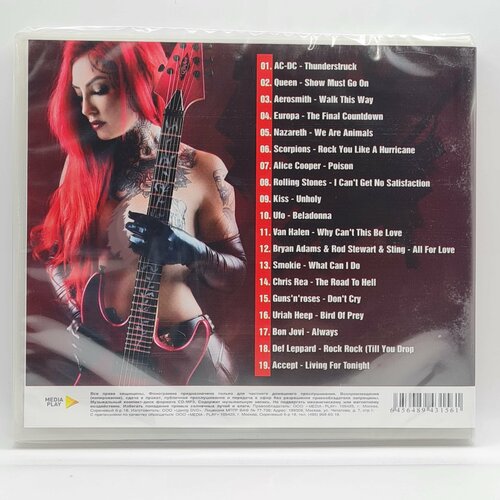 01. AC-DC - Thunderstruck
02. Queen - Show Must Go On
03. Aerosmith - Walk This Way
04. Europa - The Final Countdown
05. Nazareth - We Are Animals
06. Scorpions - Rock You Like A Hurricane
07. Alice Cooper - Poison
08. Rolling Stones - I Can't Get No Satisfaction
09. Kiss - Unholy
10. Ufo - Beladonna
11. Van Halen - Why Can't This Be Love
12. Bryan Adams & Rod Stewart & Sting - All For Love
13. Smokie - What Can I Do
14. Chris Rea - The Road To Hell
15. Guns'n'roses - Don't Cry
16. Uriah Heep - Bird Of Prey
17. Bon Jovi - Always
18. Def Leppard - Rock Rock (Till You Drop
19. Accept - Living For Tonight
MEDIA
PLAY
6 456489 431561